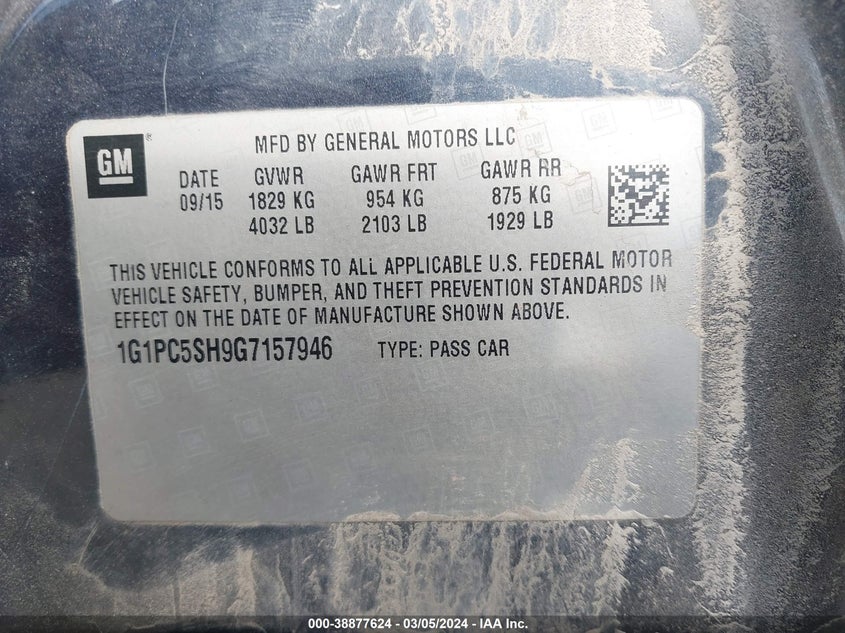 GM
MFD BY GENERAL MOTORS LLC
DATE GVWR GAWR FRT GAWR RR
09/15 1829 KG 954 KG 875 KG
4032 LB 2103 LB 1929 LB
THIS VEHICLE CONFORMS TO ALL APPLICABLE U.S. FEDERAL MOTOR
VEHICLE SAFETY, BUMPER, AND THEFT PREVENTION STANDARDS IN
EFFECT ON THE DATE OF MANUFACTURE SHOWN ABOVE.
1G1PC5SH9G7157946 TYPE: PASS CAR
000-38877624 - 03/05/2024 - IAA Inc.